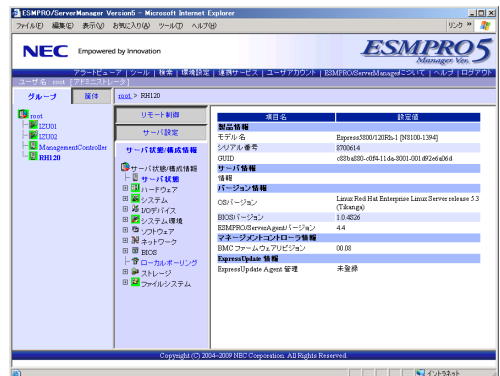 ESMPRO/ServerManager Version5 - Microsoft Internet Explorer
ファイル(F) 編集(E) 表示(V) お気に入り(A) ツール(T) ヘルプ(H)
リンク »
NEC Empowered by Innovation
ESMPRO5
Manager Ver.
アラートビューア | ツール | 検索 | 環境設定 | 連携サービス | ユーザアカウント | ESMPRO/ServerManagerについて | ヘルプ | ログアウト
ユーザ名: root [アドミニストレータ]
グループ
筐体
root > RH120
root
IZU01
IZU02
ManagementController
RH120
リモート制御
サーバ設定
サーバ状態/構成情報
サーバ状態/構成情報
サーバ状態
ハードウェア
システム
I/Oデバイス
システム環境
ソフトウェア
ネットワーク
BIOS
ローカルポーリング
ストレージ
ファイルシステム
項目名 設定値
製品情報
モデル名 Express5800/120Rh-1 [N8100-1394]
シリアル番号 8700614
GUID
サーバ情報
情報
バージョン情報
OSバージョン Linux Red Hat Enterprise Linux Server release 5.3 (Tikanga)
BIOSバージョン 1.0.4S26
ESMPRO/ServerAgentバージョン 4.4
マネージメントコントローラ情報
BMC ファームウェアリビジョン 00.08
ExpressUpdate 情報
ExpressUpdate Agent 管理 未登録
Copyright (C) 2004-2009 NEC Corporation. All Rights Reserved.
イントラネット